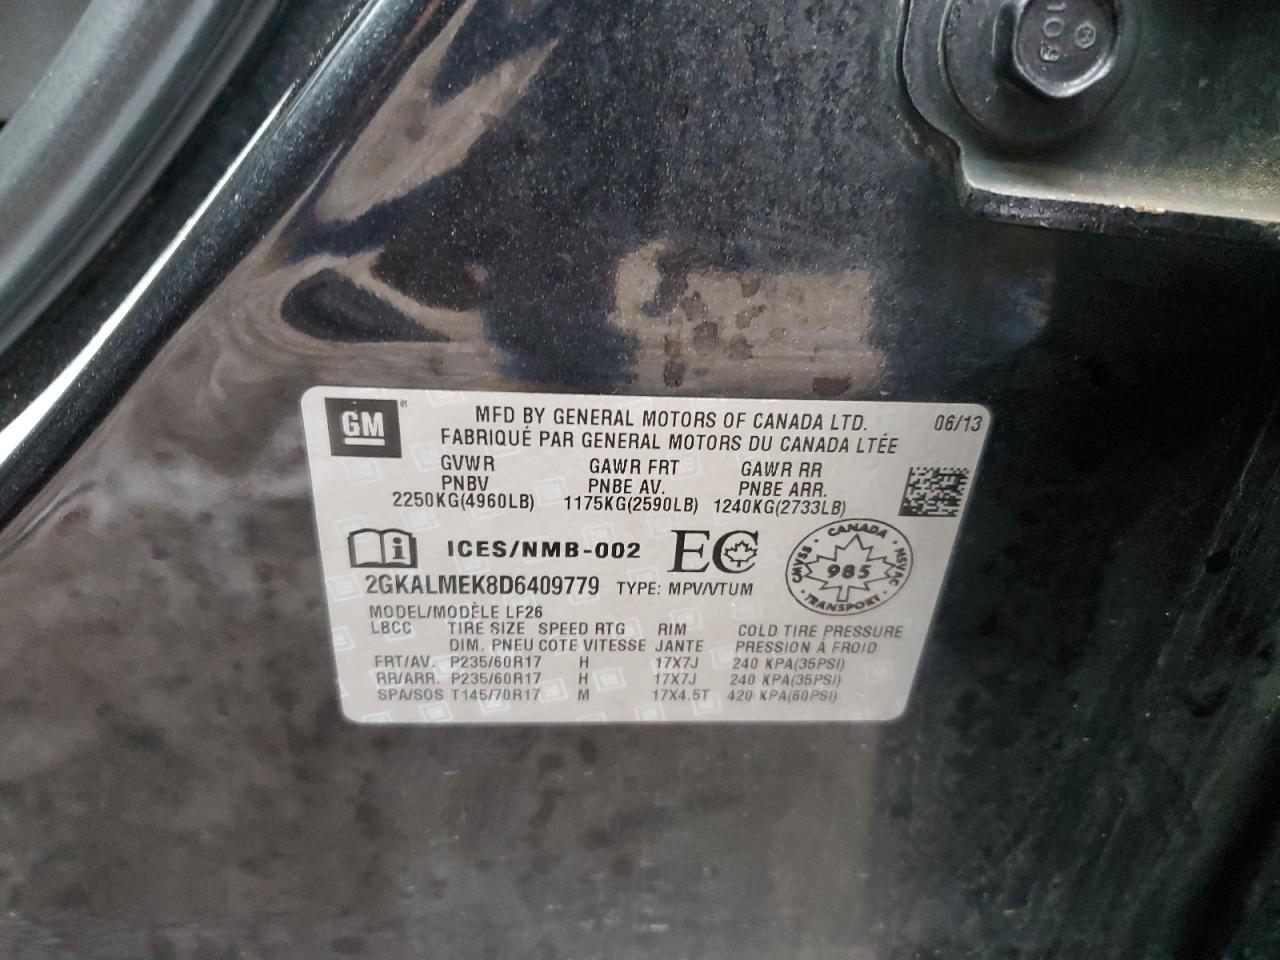 109
GM
MFD BY GENERAL MOTORS OF CANADA LTD. 06/13
FABRIQUÉ PAR GENERAL MOTORS DU CANADA LTÉE
GVWR GAWR FRT GAWR RR
PNBV PNBE AV. PNBE ARR.
2250KG(4960LB) 1175KG(2590LB) 1240KG(2733LB)
ICES/NMB-002 EC
CANADA
CMVSS 985 NSVAC
TRANSPORT
2GKALMEK8D6409779 TYPE: MPV/VTUM
MODEL/MODÈLE LF26
LBCC TIRE SIZE SPEED RTG RIM COLD TIRE PRESSURE
DIM. PNEU COTE VITESSE JANTE PRESSION À FROID
FRT/AV. P235/60R17 H 17X7J 240 KPA(35PSI)
RR/ARR. P235/60R17 H 17X7J 240 KPA(35PSI)
SPA/SOS T145/70R17 M 17X4.5T 420 KPA(60PSI)